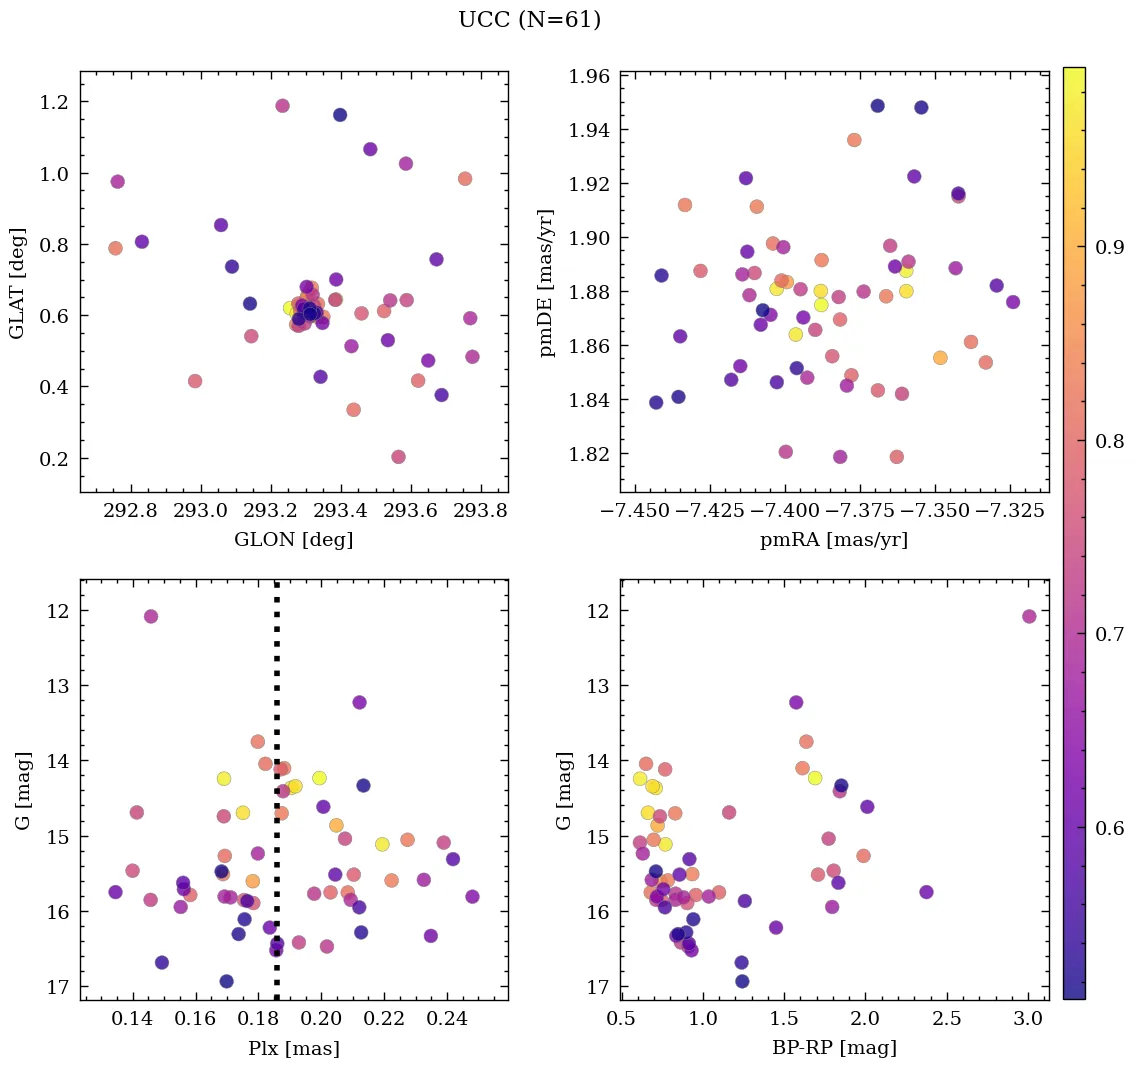 UCC (N=61)
1.2
1.0
0.8
0.6
0.4
0.2
GLAT [deg]
292.8 293.0 293.2 293.4 293.6 293.8
GLON [deg]
1.96
1.94
1.92
1.90
1.88
1.86
1.84
1.82
pmDE [mas/yr]
−7.450 −7.425 −7.400 −7.375 −7.350 −7.325
pmRA [mas/yr]
12
13
14
15
16
17
G [mag]
0.14 0.16 0.18 0.20 0.22 0.24
Plx [mas]
12
13
14
15
16
17
G [mag]
0.5 1.0 1.5 2.0 2.5 3.0
BP-RP [mag]
0.9
0.8
0.7
0.6